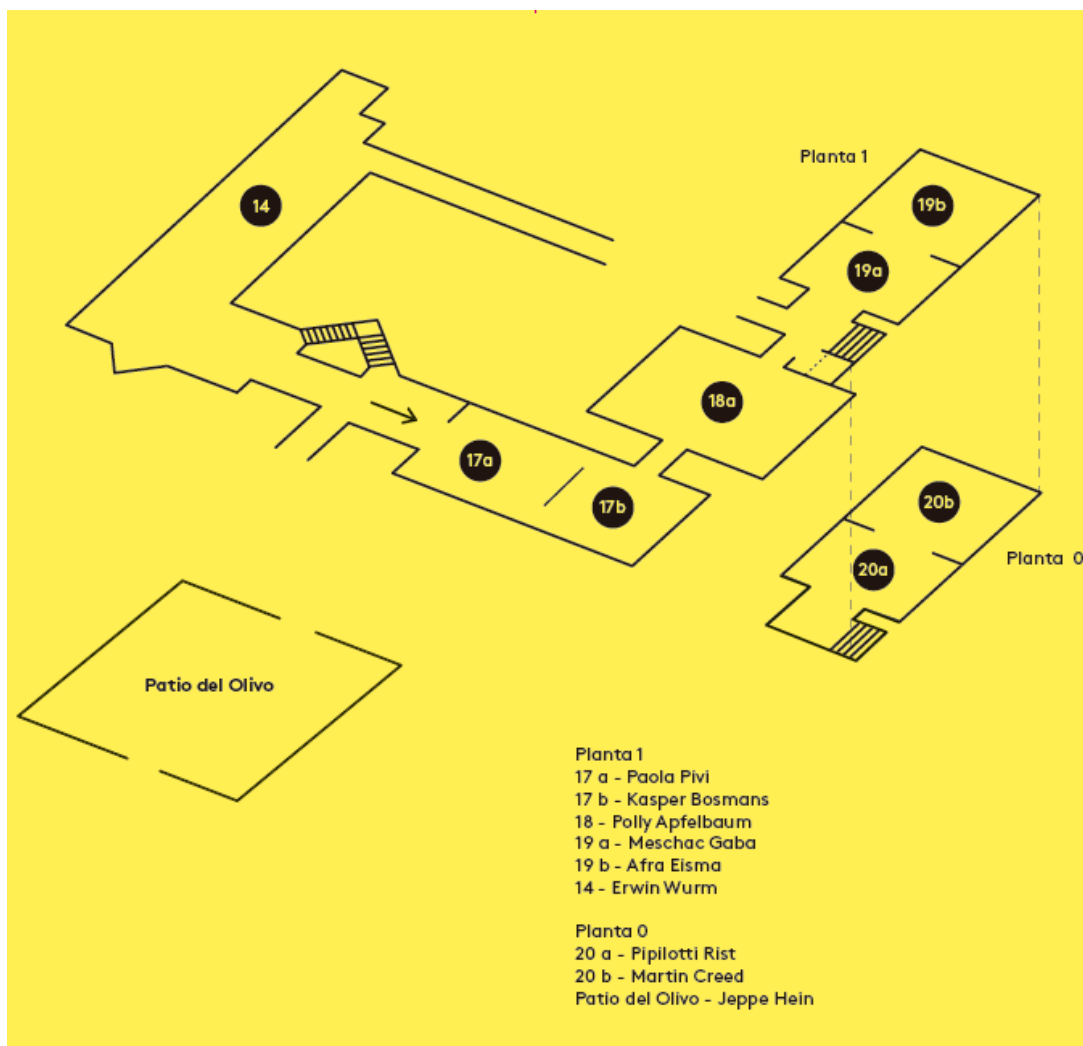 Planta 1
14
19b
19a
18a
17a
17b
20b
Planta 0
20a
Patio del Olivo
Planta 1
17 a - Paola Pivi
17 b - Kasper Bosmans
18 - Polly Apfelbaum
19 a - Meschac Gaba
19 b - Afra Eisma
14 - Erwin Wurm
Planta 0
20 a - Pipilotti Rist
20 b - Martin Creed
Patio del Olivo - Jeppe Hein